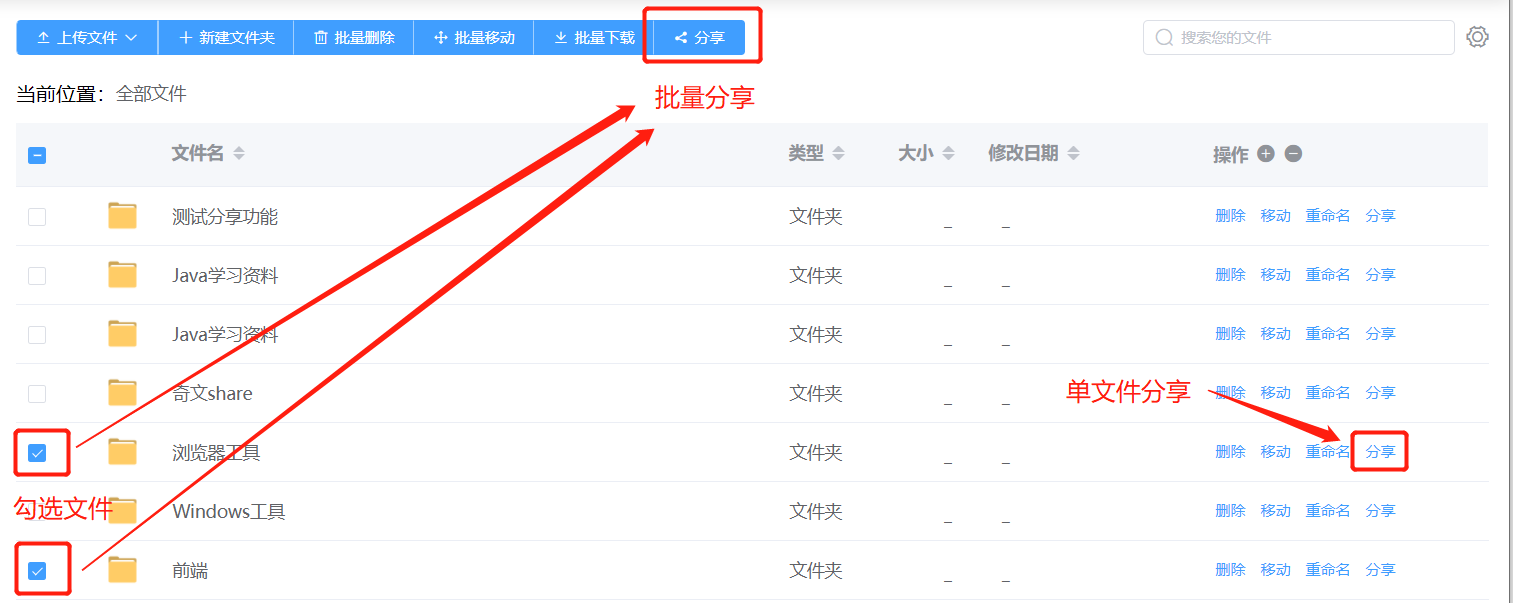 上传文件 新建文件夹 批量删除 批量移动 批量下载 分享 搜索您的文件
当前位置： 全部文件 批量分享
文件名 类型 大小 修改日期 操作
测试分享功能 文件夹 _ _ 删除 移动 重命名 分享
Java学习资料 文件夹 _ _ 删除 移动 重命名 分享
Java学习资料 文件夹 _ _ 删除 移动 重命名 分享
奇文share 文件夹 _ _ 单文件分享 删除 移动 重命名 分享
浏览器工具 文件夹 _ _ 删除 移动 重命名 分享
勾选文件 Windows工具 文件夹 _ _ 删除 移动 重命名 分享
前端 文件夹 _ _ 删除 移动 重命名 分享